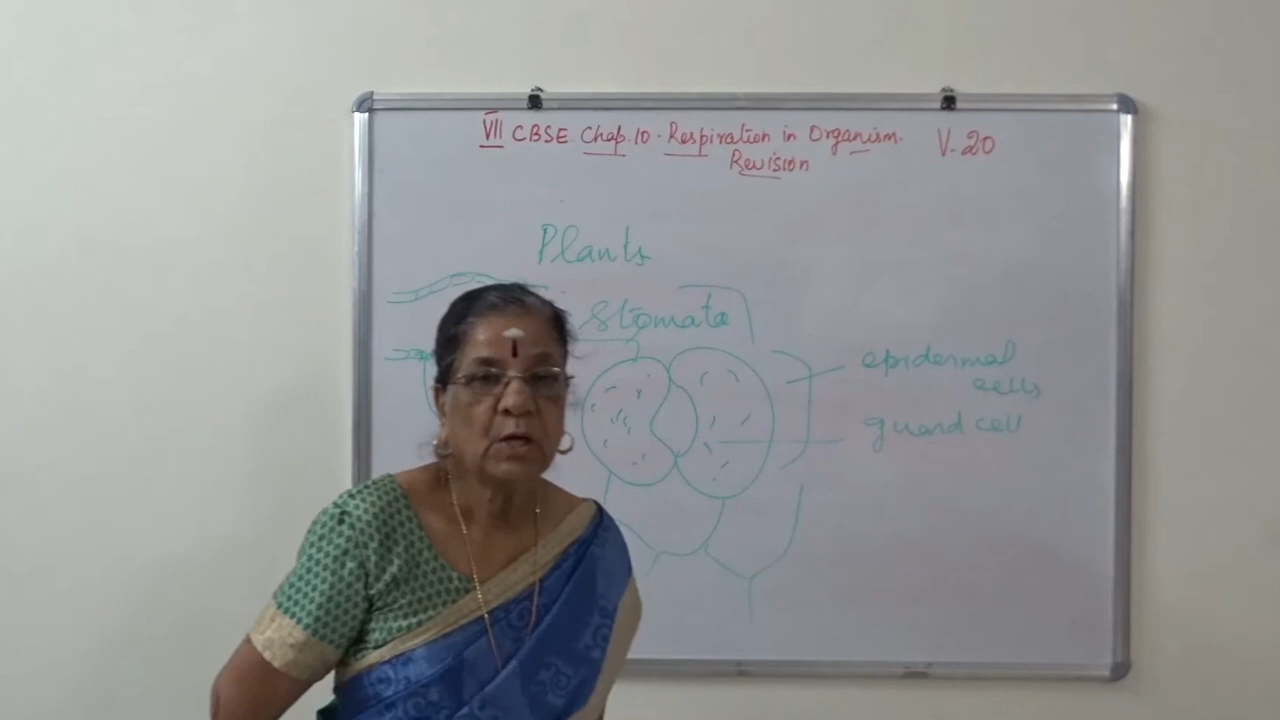 VII CBSE Chap. 10. Respiration in Organism. V. 20
Revision
Plants
Stomata
epidermal
cells
guard cell